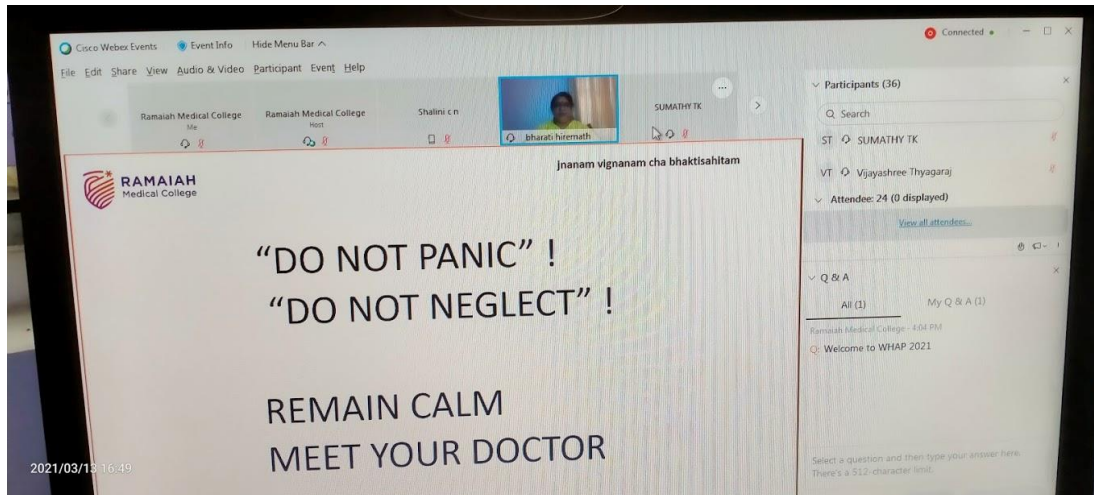 Cisco Webex Events Event Info Hide Menu Bar Connected
File Edit Share View Audio & Video Participant Event Help
Ramaiah Medical College
Me
Ramaiah Medical College
Host
Shalini c n
bharati hiremath
SUMATHY TK
RAMAIAH
Medical College
jnanam vignanam cha bhaktisahitam
“DO NOT PANIC” !
“DO NOT NEGLECT” !
REMAIN CALM
MEET YOUR DOCTOR
Participants (36)
Search
ST SUMATHY TK
VT Vijayashree Thyagaraj
Attendee: 24 (0 displayed)
View all attendees...
Q & A
All (1) My Q & A (1)
Ramaiah Medical College - 4:04 PM
Q: Welcome to WHAP 2021
Select a question and then type your answer here.
There's a 512-character limit.
2021/03/13 16:49